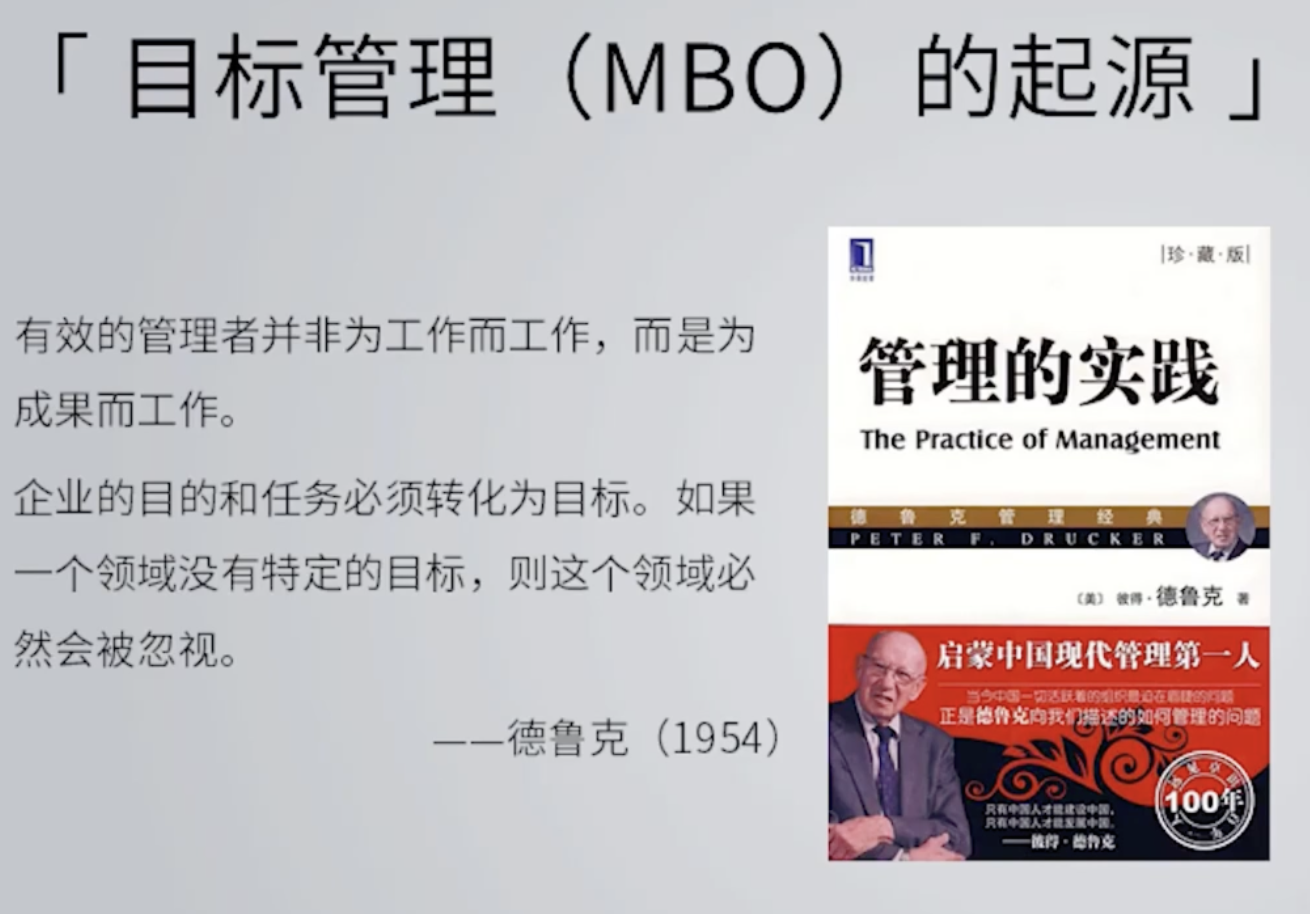 「 目标管理（MBO）的起源 」
有效的管理者并非为工作而工作，而是为
成果而工作。
企业的目的和任务必须转化为目标。如果
一个领域没有特定的目标，则这个领域必
然会被忽视。
——德鲁克（1954）
|珍·藏·版|
管理的实践
The Practice of Management
德鲁克管理经典
PETER F. DRUCKER
（美） 彼得·德鲁克 著
启蒙中国现代管理第一人
当今中国一切活跃着的组织意迫在眉睫的问题
正是德鲁克向我们描述的如何管理的问题
100年
只有中国人才能建设中国，
只有中国人才能发展中国。
——彼得·德鲁克